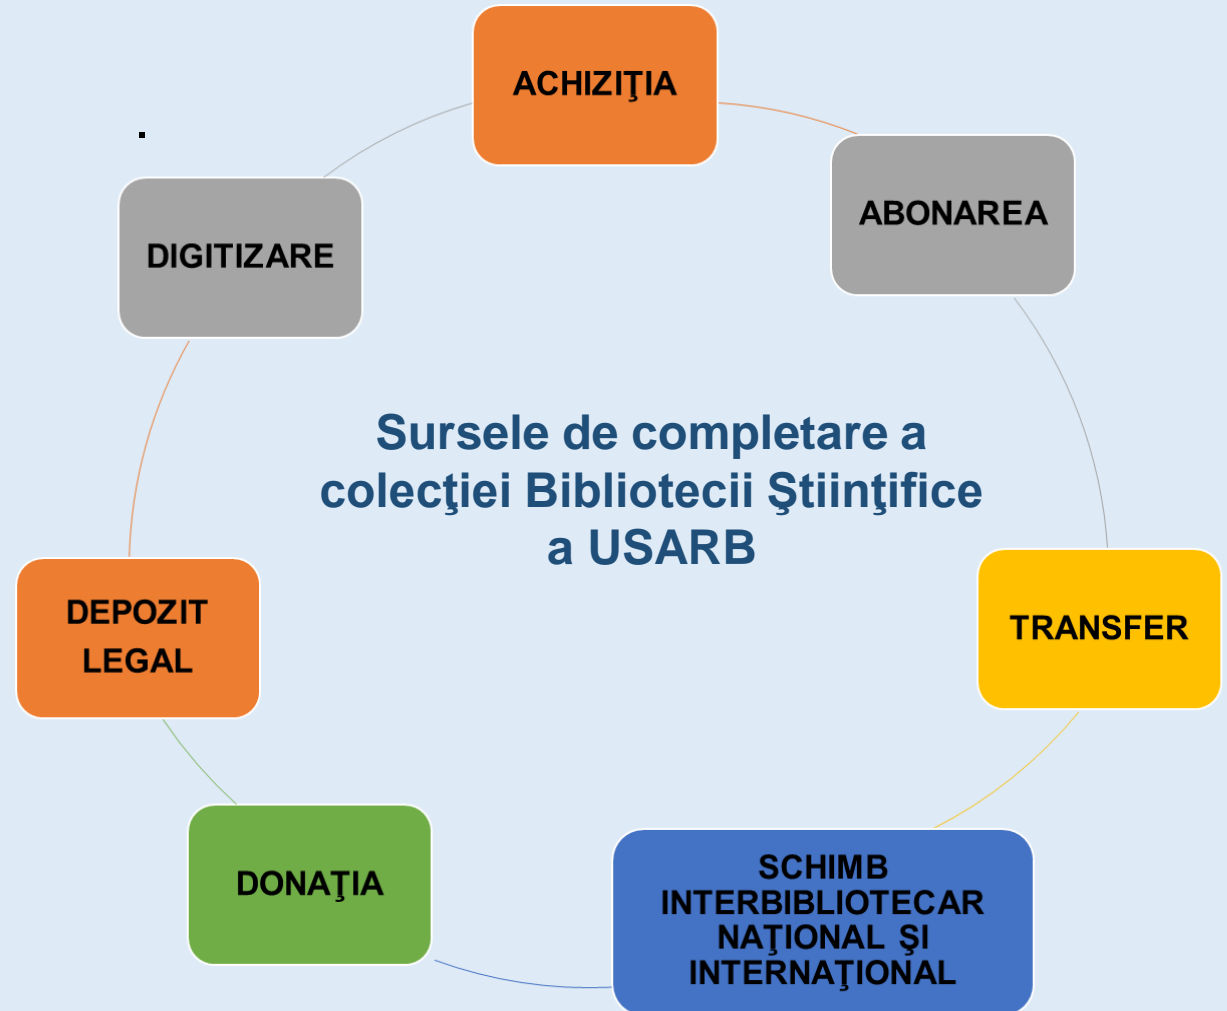 ACHIZIŢIA
ABONAREA
DIGITIZARE
Sursele de completare a
colecţiei Bibliotecii Ştiinţifice
a USARB
DEPOZIT
LEGAL
TRANSFER
DONAŢIA
SCHIMB
INTERBIBLIOTECAR
NAŢIONAL ŞI
INTERNAŢIONAL